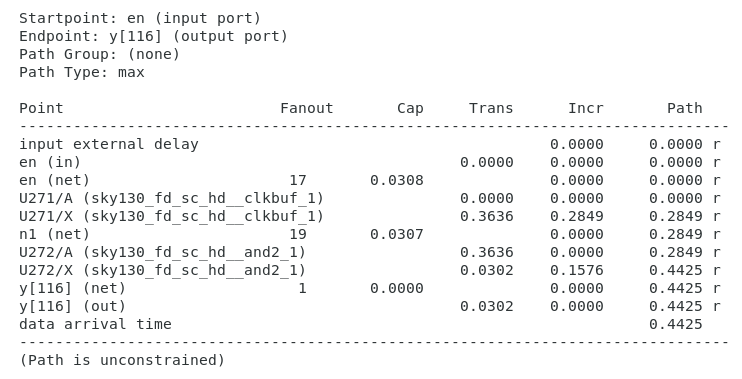 Startpoint: en (input port)
Endpoint: y[116] (output port)
Path Group: (none)
Path Type: max
Point                        Fanout       Cap     Trans      Incr       Path
-------------------------------------------------------------------------------
input external delay                                       0.0000     0.0000 r
en (in)                                          0.0000    0.0000     0.0000 r
en (net)                      17       0.0308              0.0000     0.0000 r
U271/A (sky130_fd_sc_hd__clkbuf_1)               0.0000    0.0000     0.0000 r
U271/X (sky130_fd_sc_hd__clkbuf_1)               0.3636    0.2849     0.2849 r
n1 (net)                      19       0.0307              0.0000     0.2849 r
U272/A (sky130_fd_sc_hd__and2_1)                 0.3636    0.0000     0.2849 r
U272/X (sky130_fd_sc_hd__and2_1)                 0.0302    0.1576     0.4425 r
y[116] (net)                   1       0.0000              0.0000     0.4425 r
y[116] (out)                                     0.0302    0.0000     0.4425 r
data arrival time                                                     0.4425
-------------------------------------------------------------------------------
(Path is unconstrained)